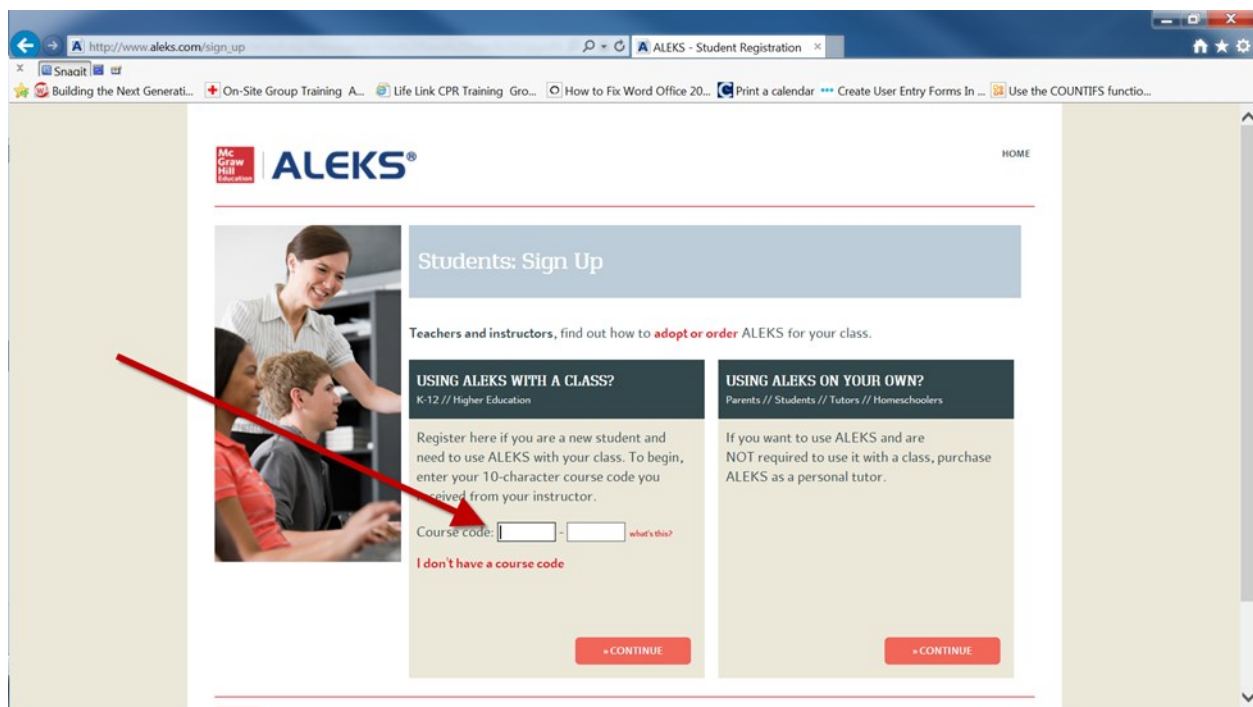 http://www.aleks.com/sign_up
ALEKS - Student Registration
Snagit
Building the Next Generati...
On-Site Group Training A...
Life Link CPR Training Gro...
How to Fix Word Office 20...
Print a calendar
Create User Entry Forms In ...
Use the COUNTIFS functio...
Mc
Graw
Hill
Education
ALEKS®
HOME
Students: Sign Up
Teachers and instructors, find out how to adopt or order ALEKS for your class.
USING ALEKS WITH A CLASS?
K-12 // Higher Education
Register here if you are a new student and
need to use ALEKS with your class. To begin,
enter your 10-character course code you
received from your instructor.
Course code: - what's this?
I don't have a course code
» CONTINUE
USING ALEKS ON YOUR OWN?
Parents // Students // Tutors // Homeschoolers
If you want to use ALEKS and are
NOT required to use it with a class, purchase
ALEKS as a personal tutor.
» CONTINUE